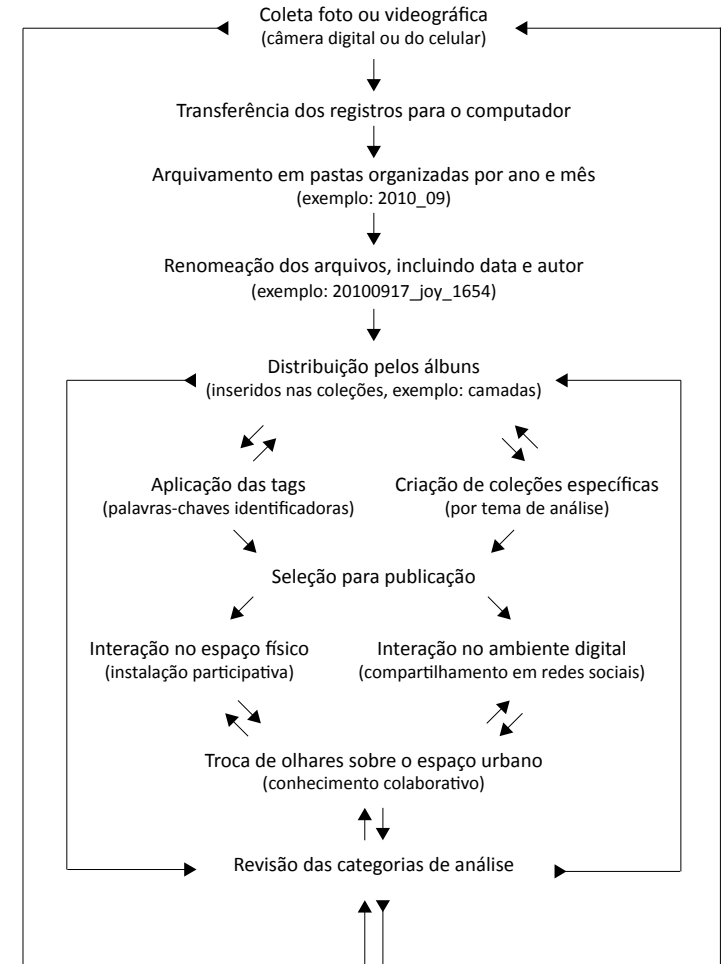 Coleta foto ou videográfica
(câmera digital ou do celular)
Transferência dos registros para o computador
Arquivamento em pastas organizadas por ano e mês
(exemplo: 2010_09)
Renomeação dos arquivos, incluindo data e autor
(exemplo: 20100917_joy_1654)
Distribuição pelos álbuns
(inseridos nas coleções, exemplo: camadas)
Aplicação das tags
(palavras-chaves identificadoras)
Criação de coleções específicas
(por tema de análise)
Seleção para publicação
Interação no espaço físico
(instalação participativa)
Interação no ambiente digital
(compartilhamento em redes sociais)
Troca de olhares sobre o espaço urbano
(conhecimento colaborativo)
Revisão das categorias de análise